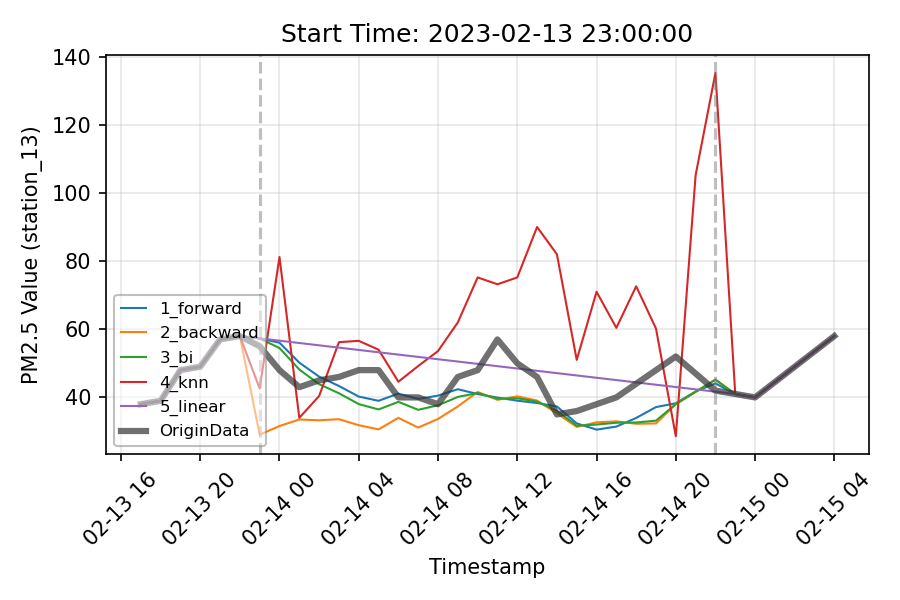 Start Time: 2023-02-13 23:00:00
PM2.5 Value (station_13)
140
120
100
80
60
40
1_forward
2_backward
3_bi
4_knn
5_linear
OriginData
02-13 16
02-13 20
02-14 00
02-14 04
02-14 08
02-14 12
02-14 16
02-14 20
02-15 00
02-15 04
Timestamp